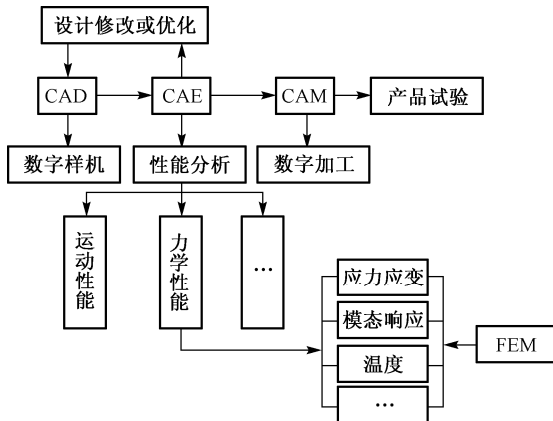 设计修改或优化
CAD
CAE
CAM
产品试验
数字样机
性能分析
数字加工
运动性能
力学性能
…
应力应变
模态响应
温度
…
FEM